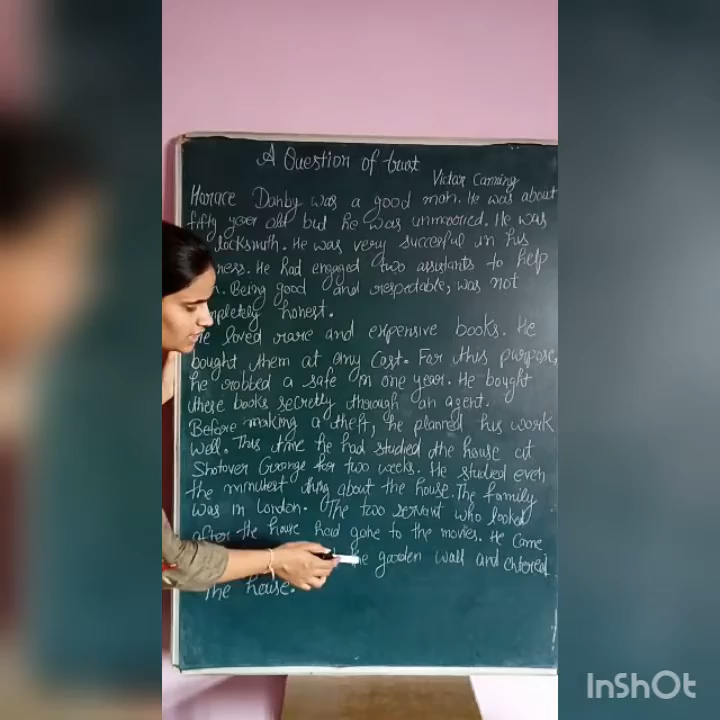 A Question of trust
Victor Canning
Horace Danby was a good man. He was about
fifty year old but he was unmarried. He was
locksmith. He was very succesful in his
ness. He had engaged two assistants to help
. Being good and respectable, was not
mpletely honest.
He loved rare and expensive books. He
bought them at any Cost. For this purpose,
he robbed a safe in one year. He bought
these books secretly through an agent.
Before making a theft, he planned his work
Well. This time he had studied the house at
Shotover Grange for two weeks. He studied even
the minutest thing about the house. The family
was in London. The two servant who looked
after the house had gone to the movies. He came
the garden wall and entered
The house.
InShOt